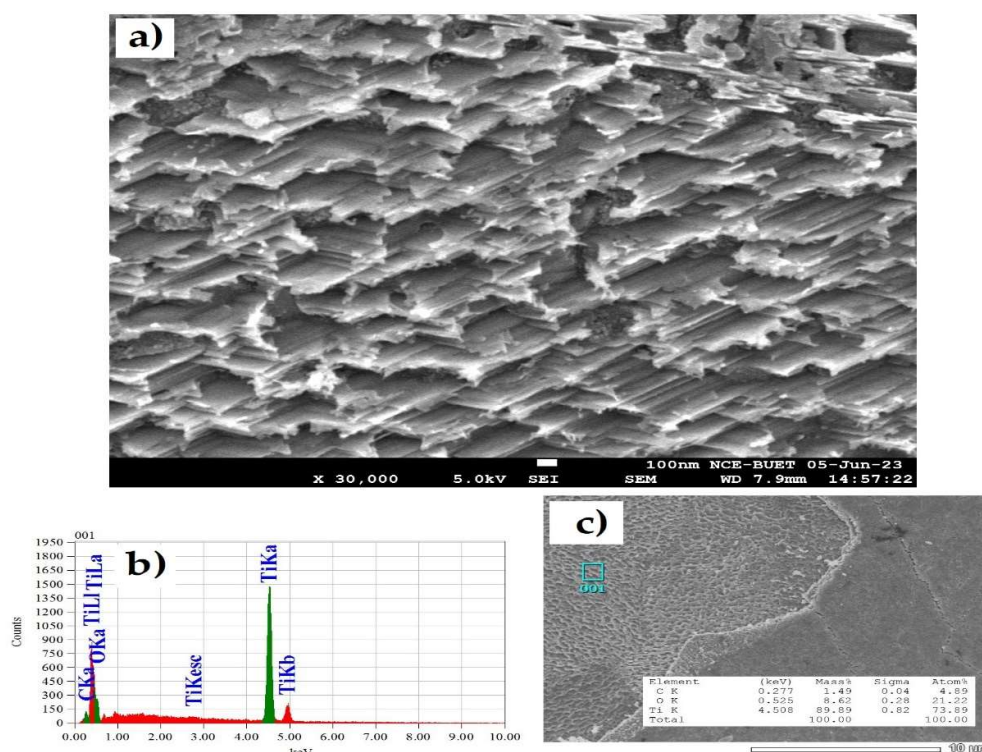 a)
100nm NCE-BUET 05-Jun-23
X 30,000 5.0kV SEI SEM WD 7.9mm 14:57:22
b)
001
1950
1800
1650
1500
1350
1200
1050
900
750
600
450
300
150
0
Counts
CKa
OKa
TiLl
TiLa
TiKesc
TiKa
TiKb
0.00 1.00 2.00 3.00 4.00 5.00 6.00 7.00 8.00 9.00 10.00
keV
c)
001
Element (keV) Mass% Sigma Atom%
C K 0.277 1.49 0.04 4.89
O K 0.525 8.62 0.28 21.22
Ti K 4.508 89.89 0.82 73.89
Total 100.00 100.00